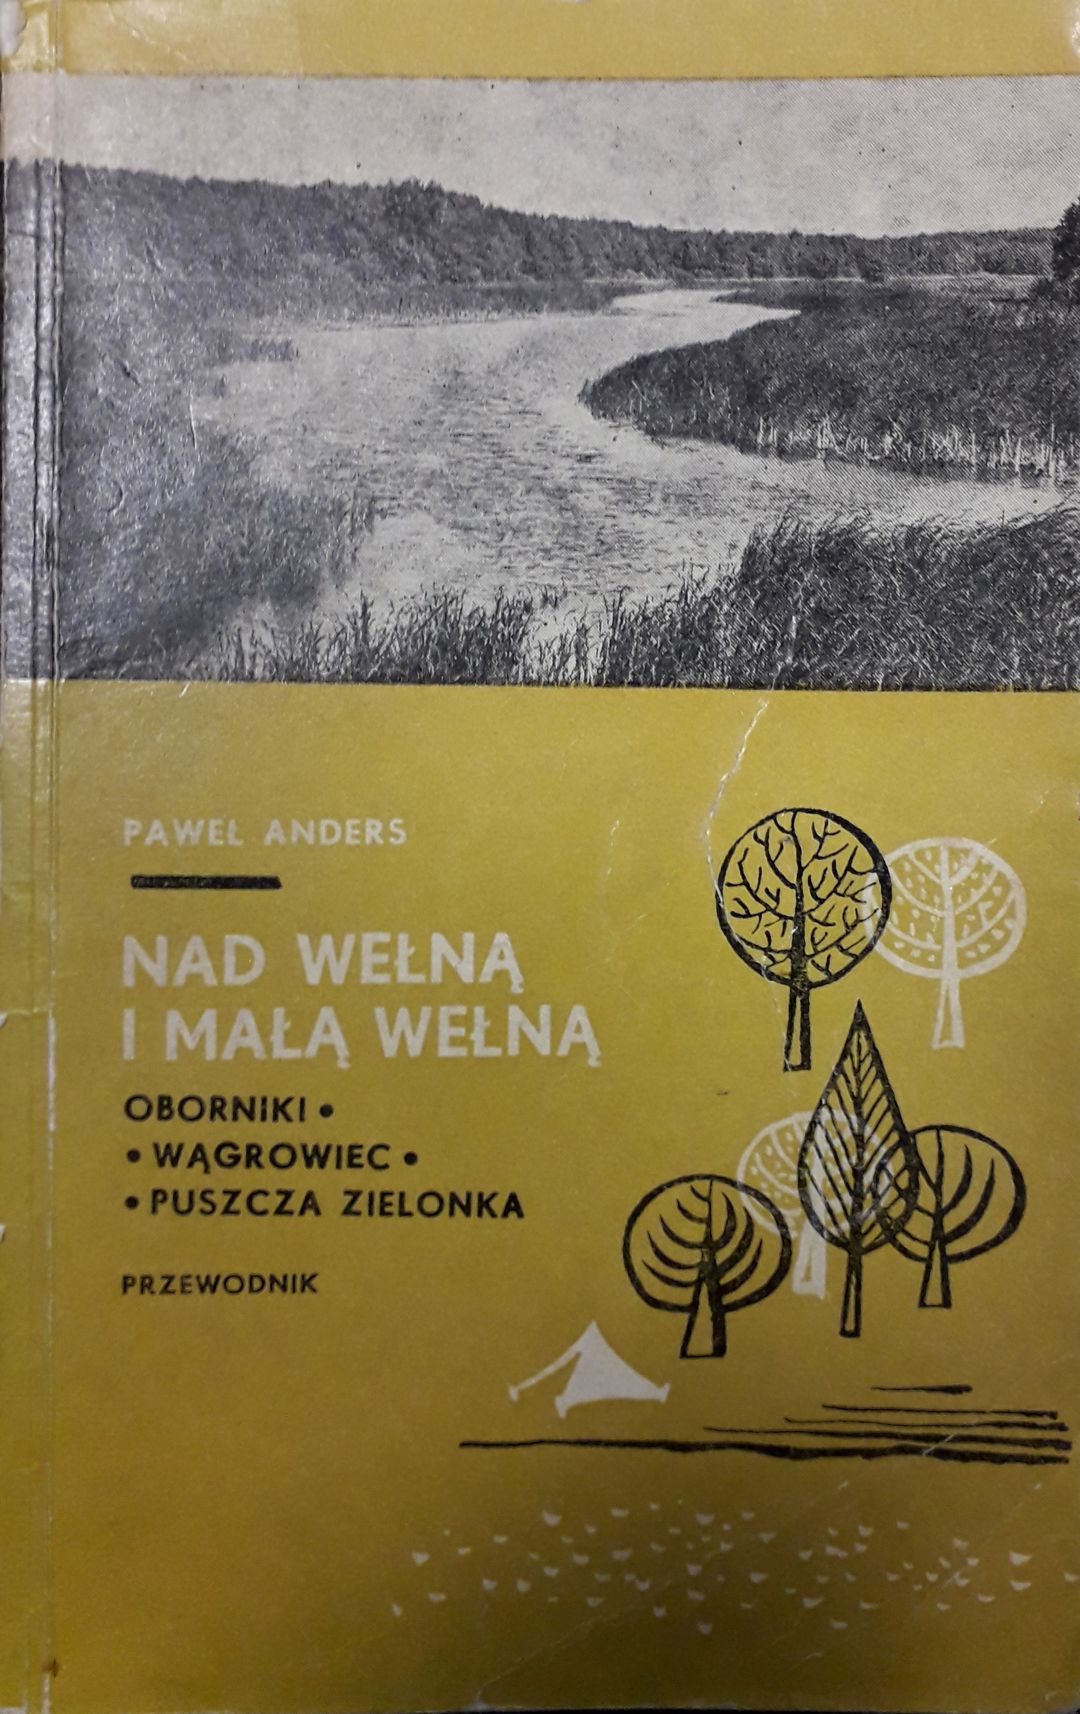 PAWEŁ ANDERS
NAD WEŁNĄ
I MAŁĄ WEŁNĄ
OBORNIKI •
• WĄGROWIEC •
• PUSZCZA ZIELONKA
PRZEWODNIK